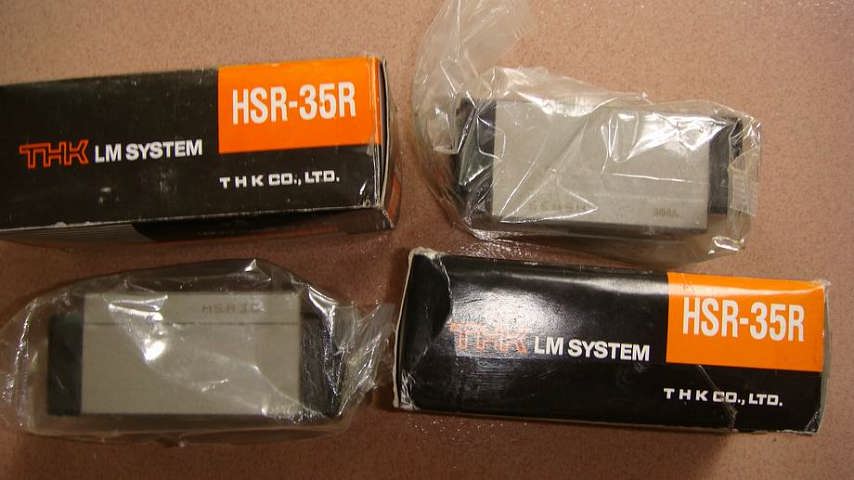 HSR-35R
THK LM SYSTEM
THK CO., LTD.
HSR-35R
THK LM SYSTEM
THK CO., LTD.